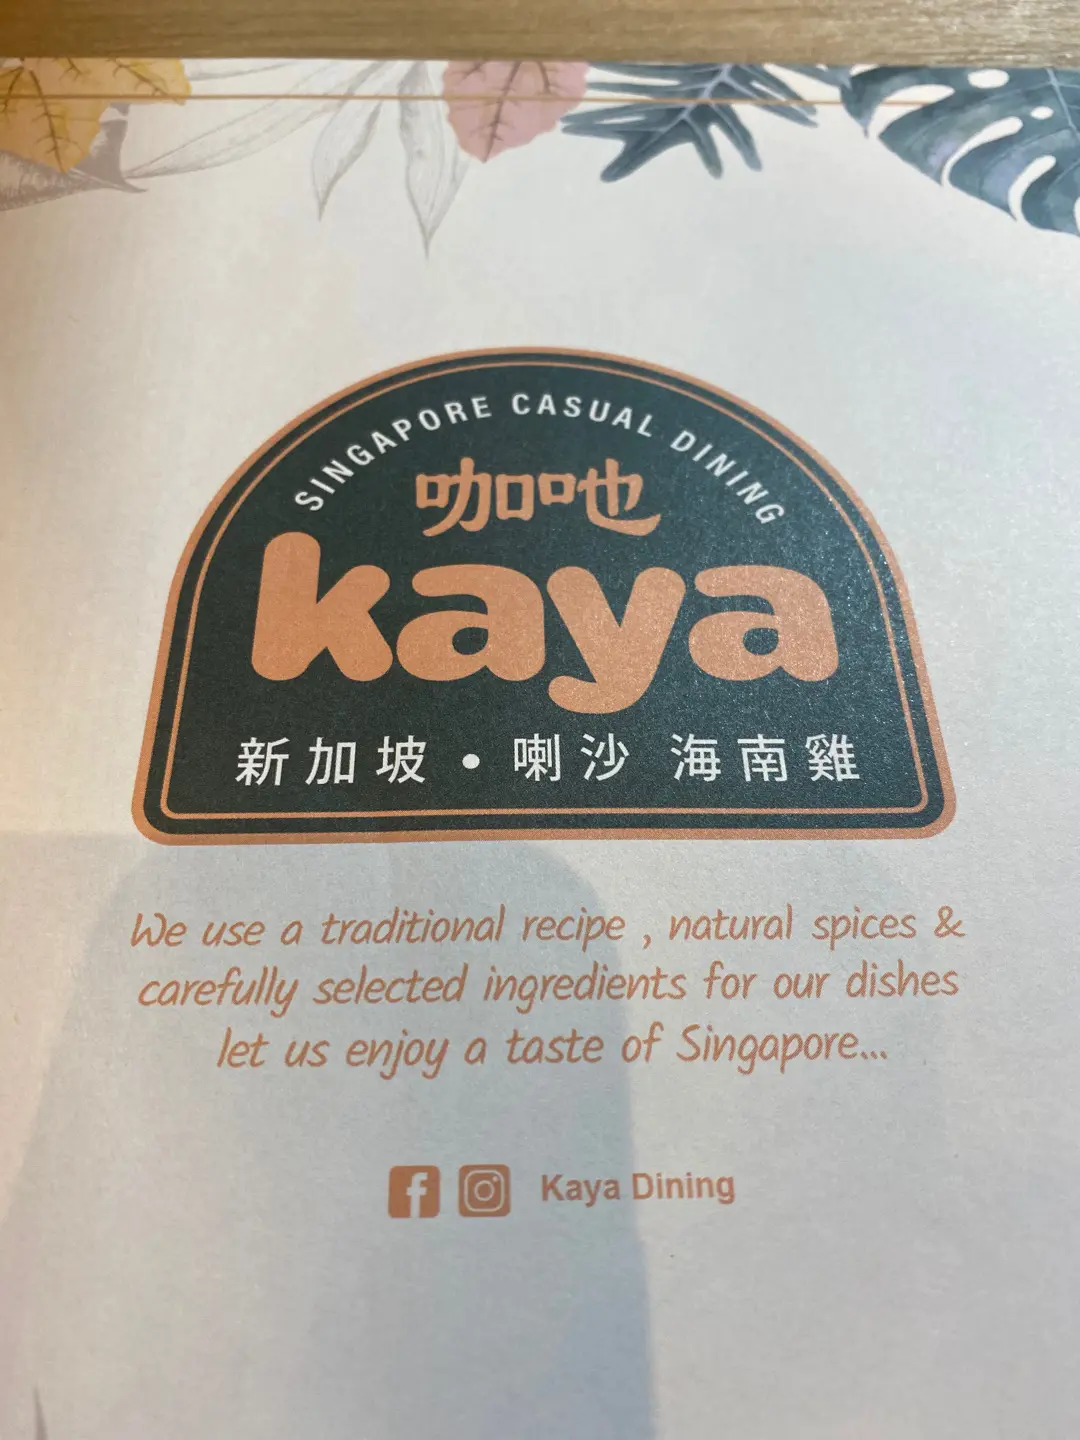 SINGAPORE CASUAL DINING
咖吔
kaya
新加坡・喇沙 海南雞
We use a traditional recipe , natural spices &
carefully selected ingredients for our dishes
let us enjoy a taste of Singapore...
Kaya Dining